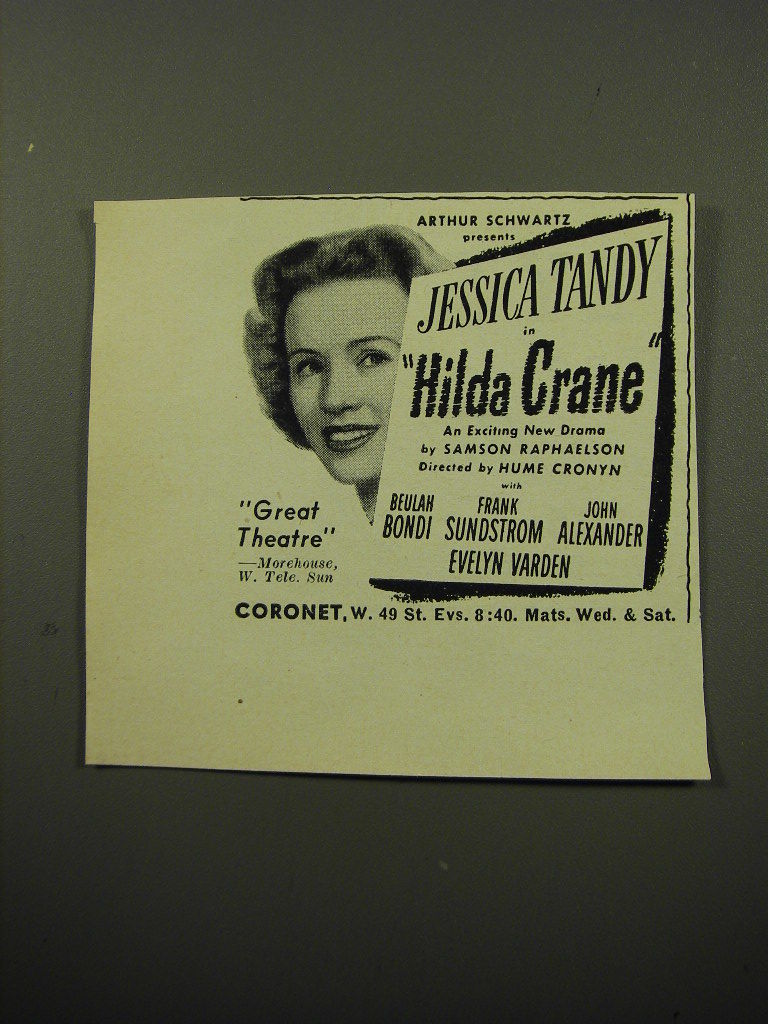 ARTHUR SCHWARTZ
presents
JESSICA TANDY
in
"Hilda Crane"
An Exciting New Drama
by SAMSON RAPHAELSON
Directed by HUME CRONYN
with
BEULAH BONDI
FRANK SUNDSTROM
JOHN ALEXANDER
EVELYN VARDEN
"Great
Theatre"
—Morehouse,
W. Tele. Sun
CORONET, W. 49 St. Evs. 8:40. Mats. Wed. & Sat.